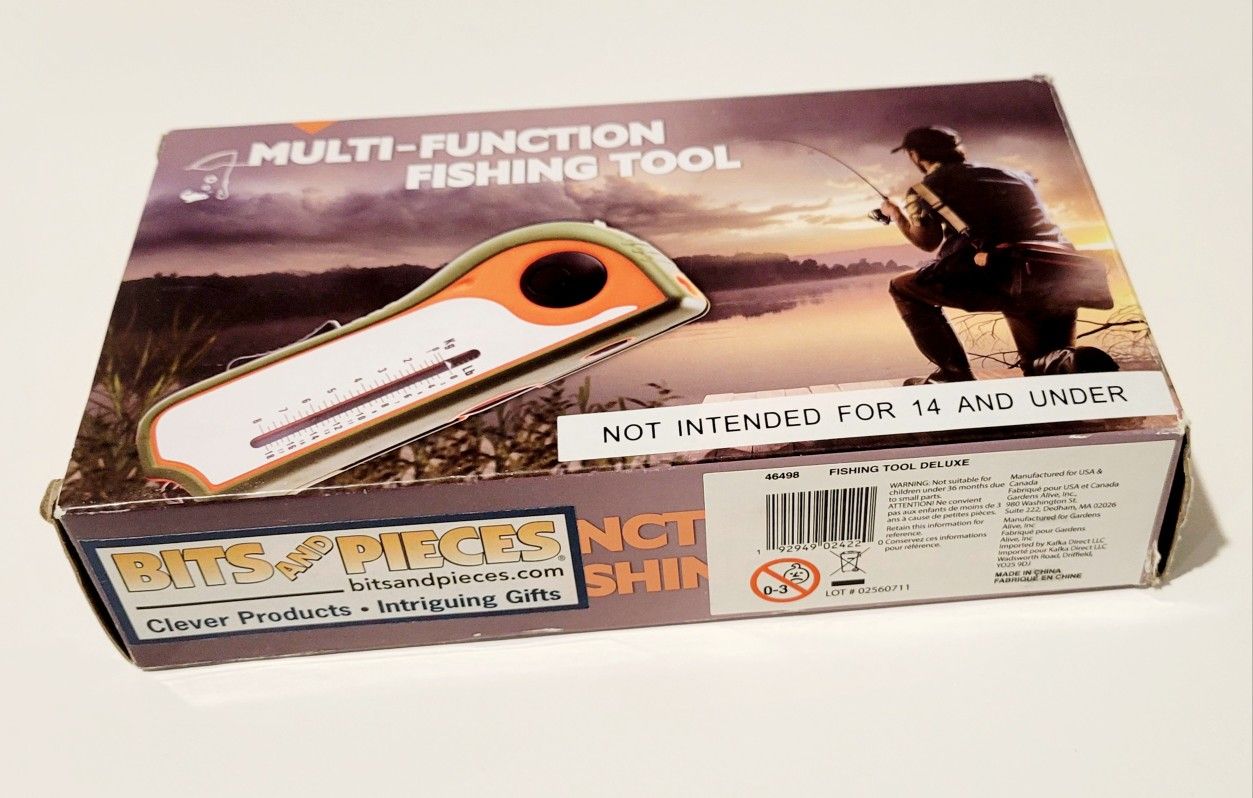 MULTI-FUNCTION
FISHING TOOL
NOT INTENDED FOR 14 AND UNDER
BITS AND PIECES®
bitsandpieces.com
Clever Products • Intriguing Gifts
NCT
SHIN
46498 FISHING TOOL DELUXE
1 92949 02422 0
0-3
LOT # 02560711
WARNING: Not suitable for
children under 36 months due
to small parts.
ATTENTION! Ne convient
pas aux enfants de moins de 3
ans à cause de petites pièces.
Retain this information for
reference.
Conservez ces informations
pour référence.
Manufactured for USA &
Canada
Fabriqué pour USA et Canada
Gardens Alive, Inc.,
980 Washington St.
Suite 222, Dedham, MA 02026
Manufactured for Gardens
Alive, Inc
Fabriqué pour Gardens
Alive, Inc
Imported by Kafka Direct LLC
Importé pour Kafka Direct LLC
Wadsworth Road, Driffield,
YO25 9DJ
MADE IN CHINA
FABRIQUÉ EN CHINE